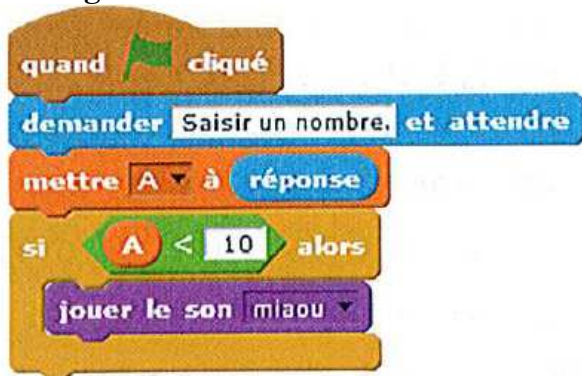 quand cliqué
demander Saisir un nombre. et attendre
mettre A à réponse
si A < 10 alors
jouer le son miaou